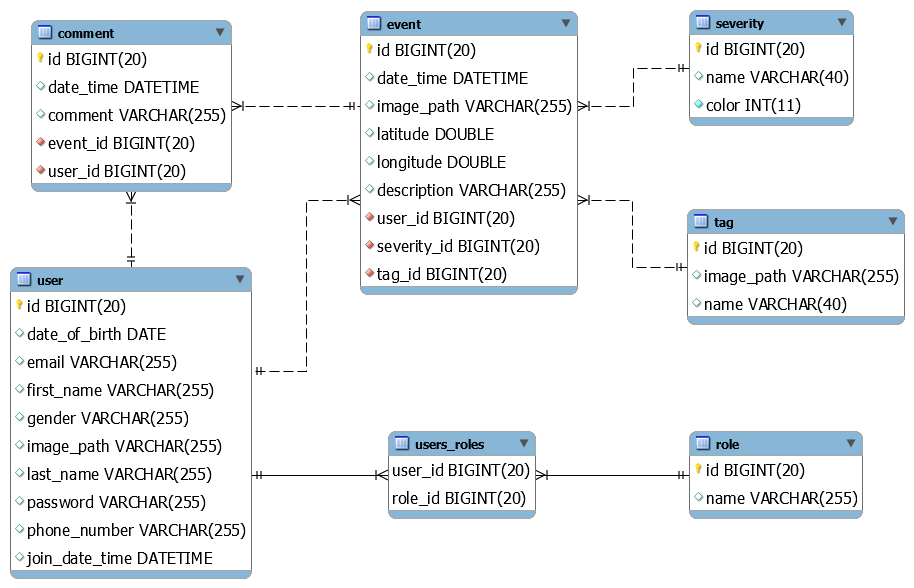 comment
id BIGINT(20)
date_time DATETIME
comment VARCHAR(255)
event_id BIGINT(20)
user_id BIGINT(20)
event
id BIGINT(20)
date_time DATETIME
image_path VARCHAR(255)
latitude DOUBLE
longitude DOUBLE
description VARCHAR(255)
user_id BIGINT(20)
severity_id BIGINT(20)
tag_id BIGINT(20)
severity
id BIGINT(20)
name VARCHAR(40)
color INT(11)
tag
id BIGINT(20)
image_path VARCHAR(255)
name VARCHAR(40)
user
id BIGINT(20)
date_of_birth DATE
email VARCHAR(255)
first_name VARCHAR(255)
gender VARCHAR(255)
image_path VARCHAR(255)
last_name VARCHAR(255)
password VARCHAR(255)
phone_number VARCHAR(255)
join_date_time DATETIME
users_roles
user_id BIGINT(20)
role_id BIGINT(20)
role
id BIGINT(20)
name VARCHAR(255)